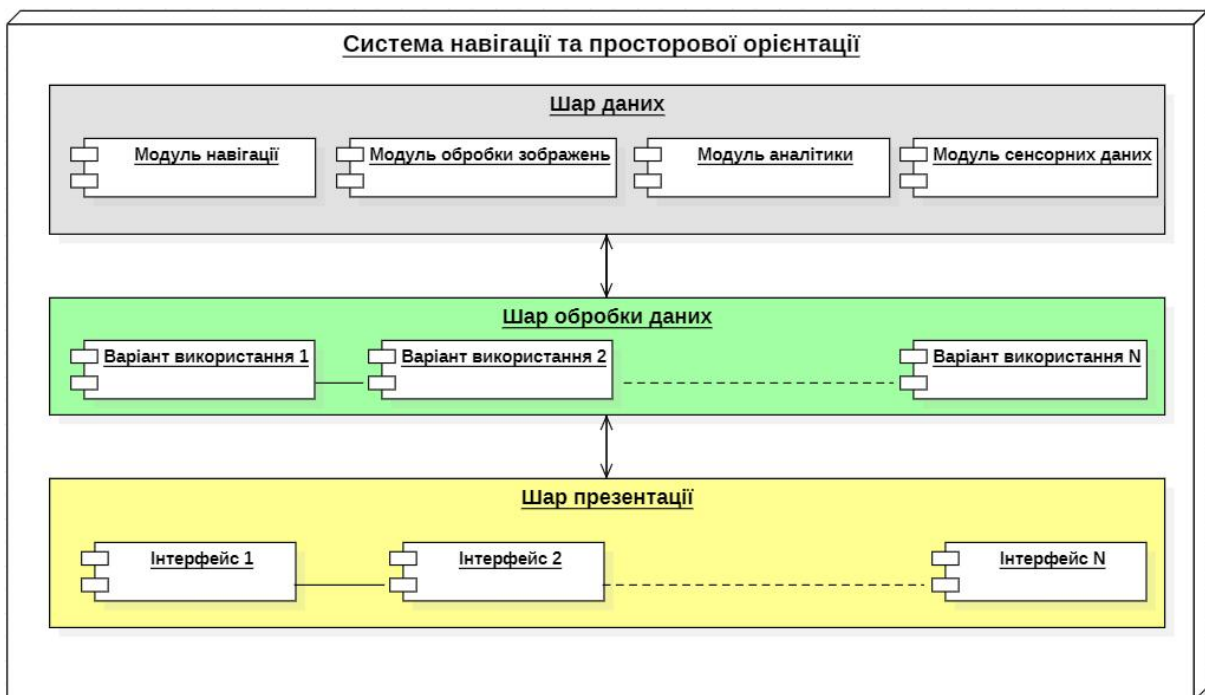 Система навігації та просторової орієнтації
Шар даних
Модуль навігації
Модуль обробки зображень
Модуль аналітики
Модуль сенсорних даних
Шар обробки даних
Варіант використання 1
Варіант використання 2
Варіант використання N
Шар презентації
Інтерфейс 1
Інтерфейс 2
Інтерфейс N